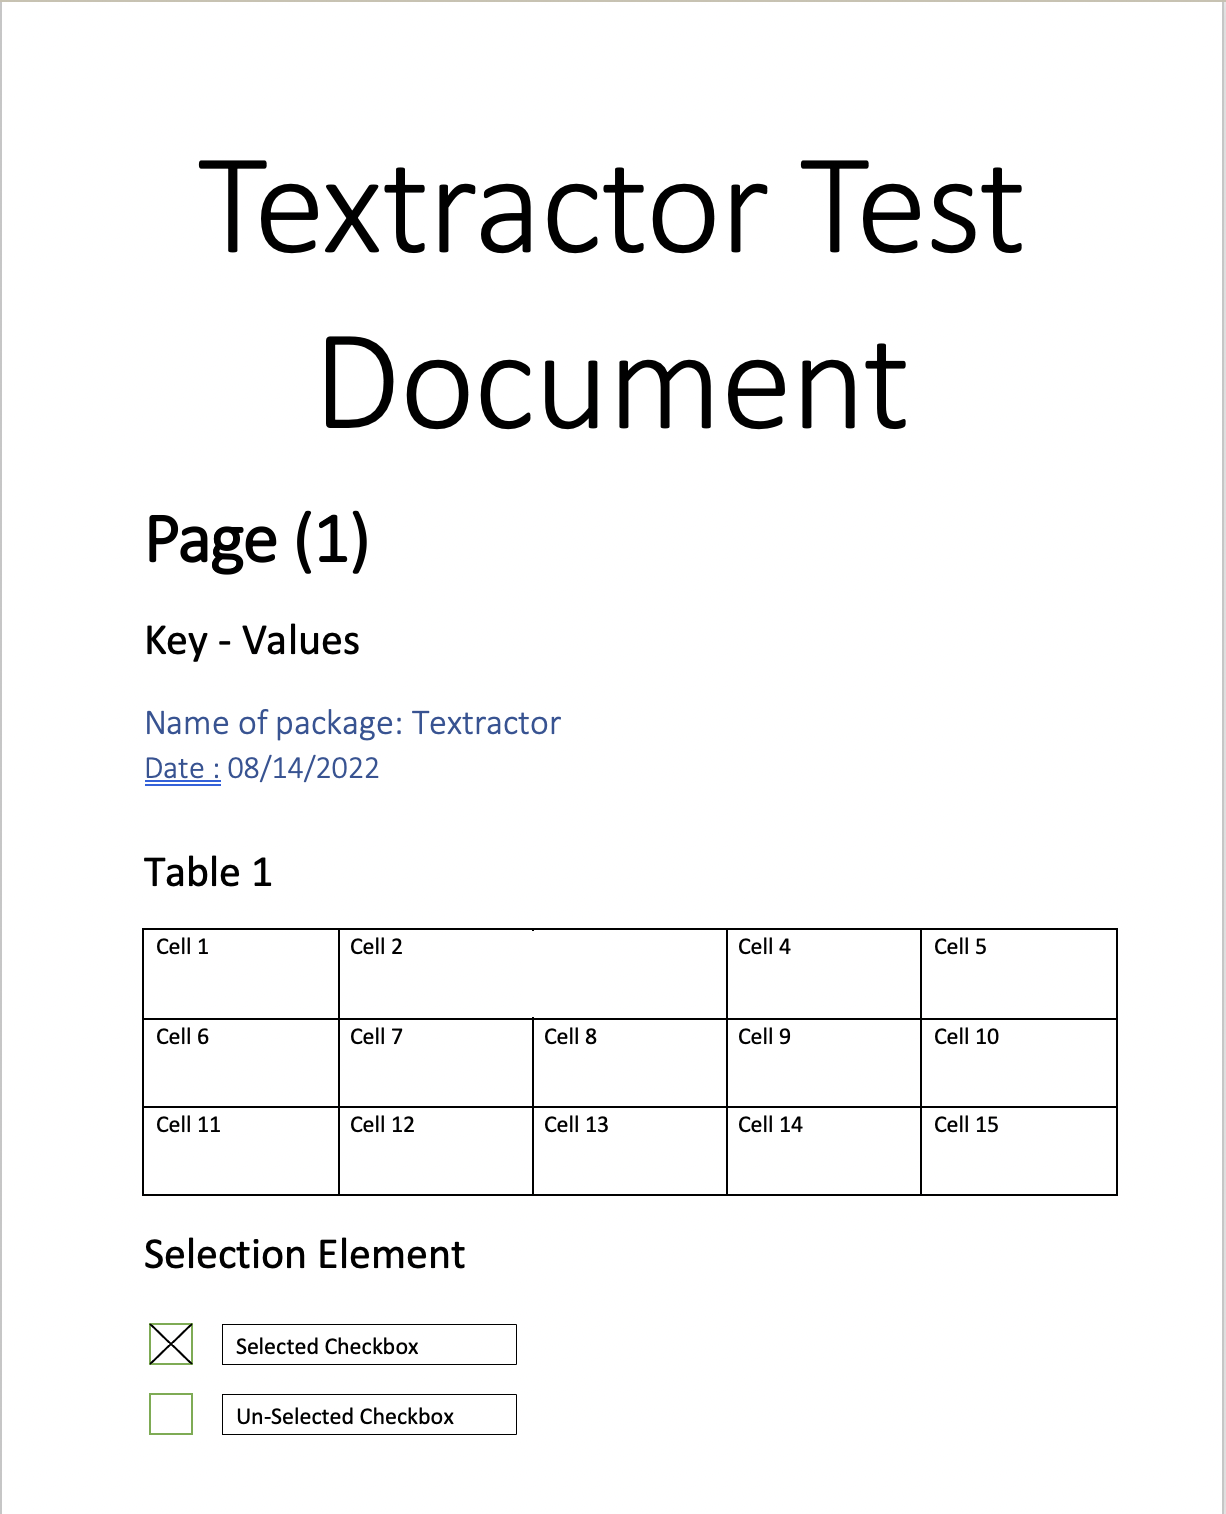 Textractor Test
Document
Page (1)
Key - Values
Name of package: Textractor
Date : 08/14/2022
Table 1
Cell 1 Cell 2 Cell 4 Cell 5
Cell 6 Cell 7 Cell 8 Cell 9 Cell 10
Cell 11 Cell 12 Cell 13 Cell 14 Cell 15
Selection Element
Selected Checkbox
Un-Selected Checkbox